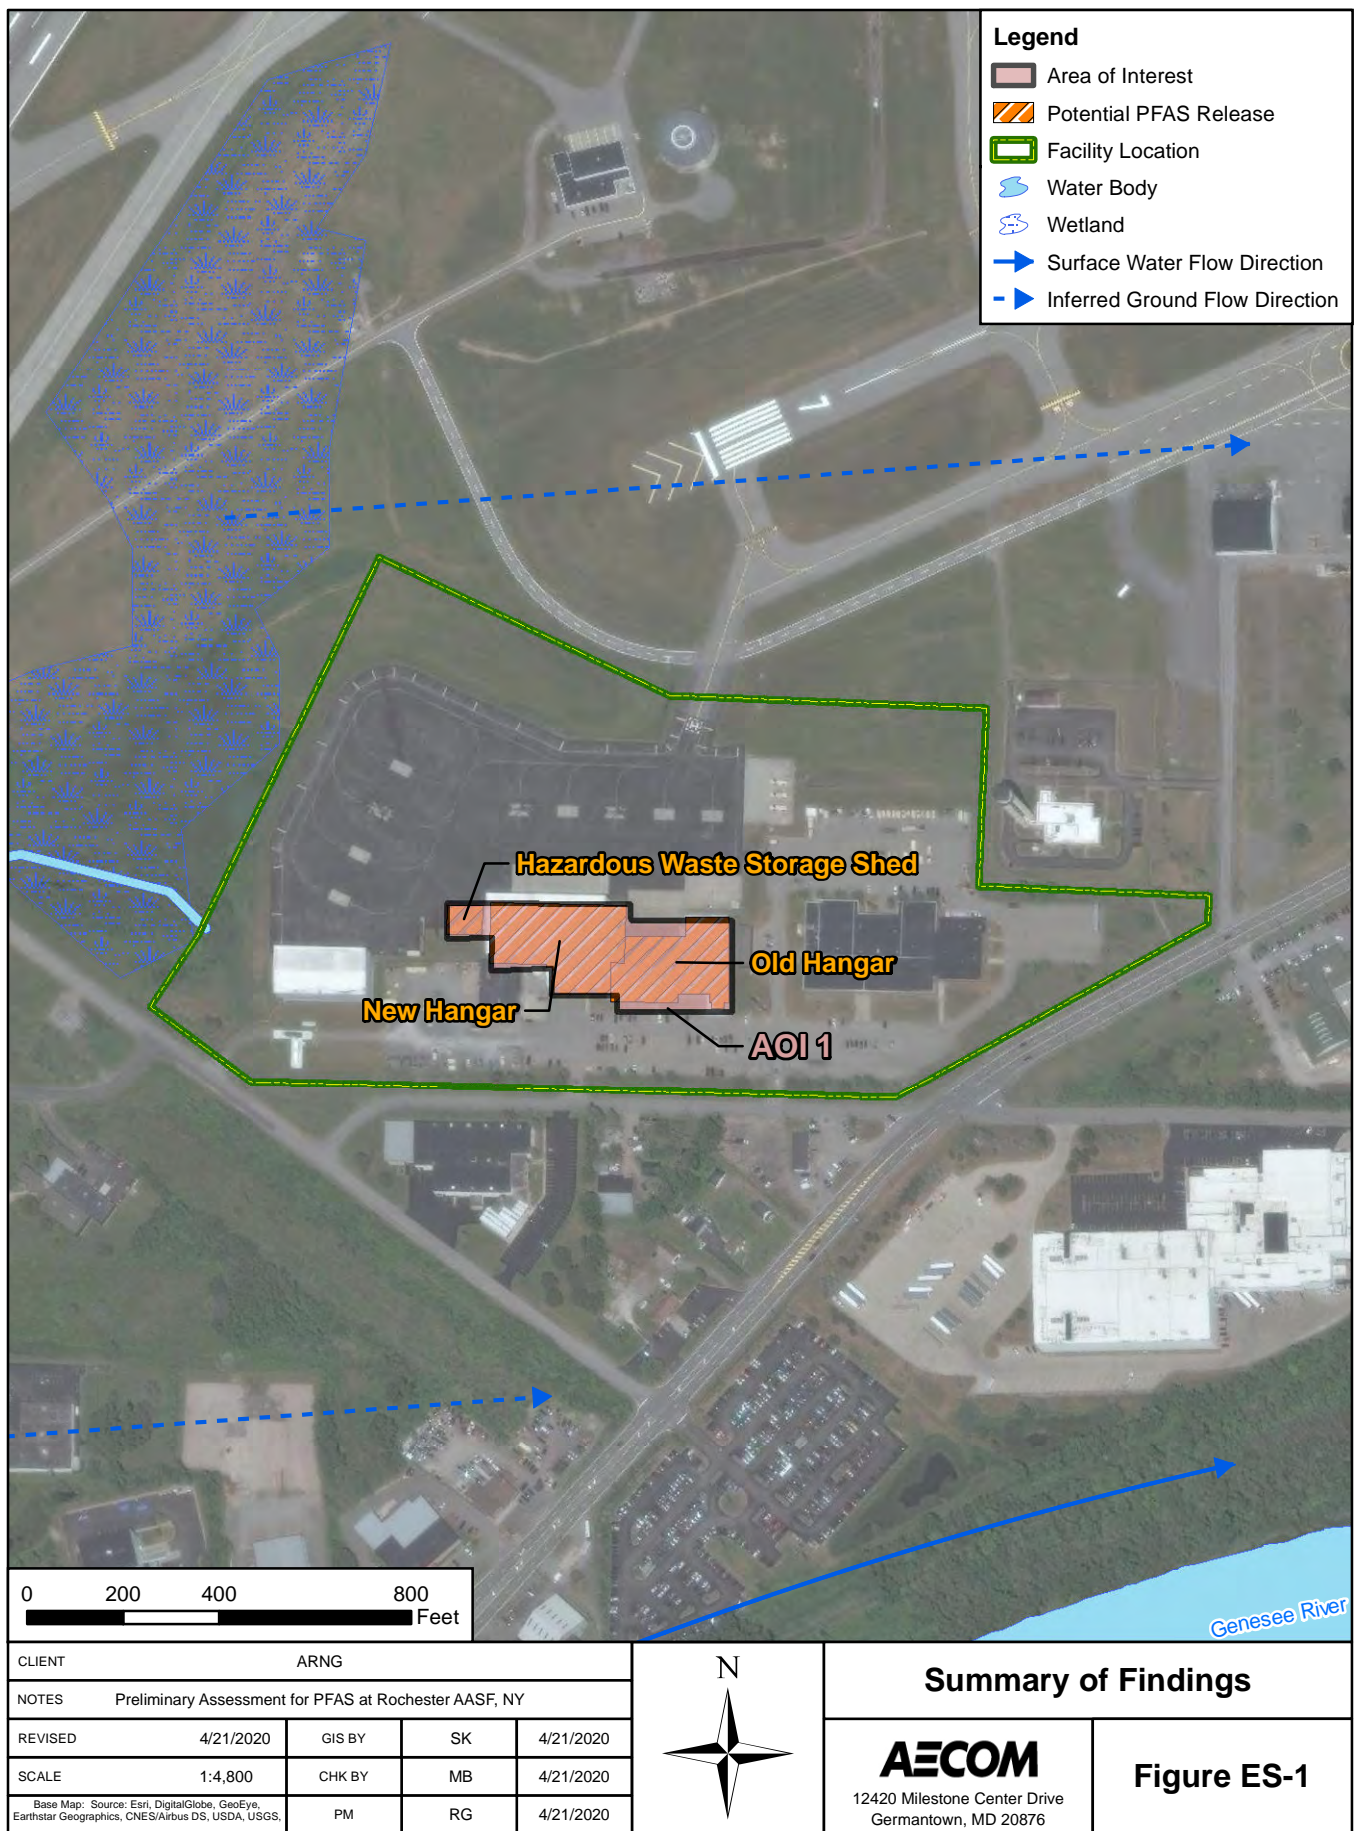 Legend
Area of Interest
Potential PFAS Release
Facility Location
Water Body
Wetland
Surface Water Flow Direction
Inferred Ground Flow Direction
1
Hazardous Waste Storage Shed
Old Hangar
New Hangar
AOI 1
Genesee River
0 200 400 800
Feet
CLIENT ARNG
NOTES Preliminary Assessment for PFAS at Rochester AASF, NY
REVISED 4/21/2020 GIS BY SK 4/21/2020
SCALE 1:4,800 CHK BY MB 4/21/2020
Base Map: Source: Esri, DigitalGlobe, GeoEye,
Earthstar Geographics, CNES/Airbus DS, USDA, USGS,
PM RG 4/21/2020
N
Summary of Findings
AECOM
12420 Milestone Center Drive
Germantown, MD 20876
Figure ES-1